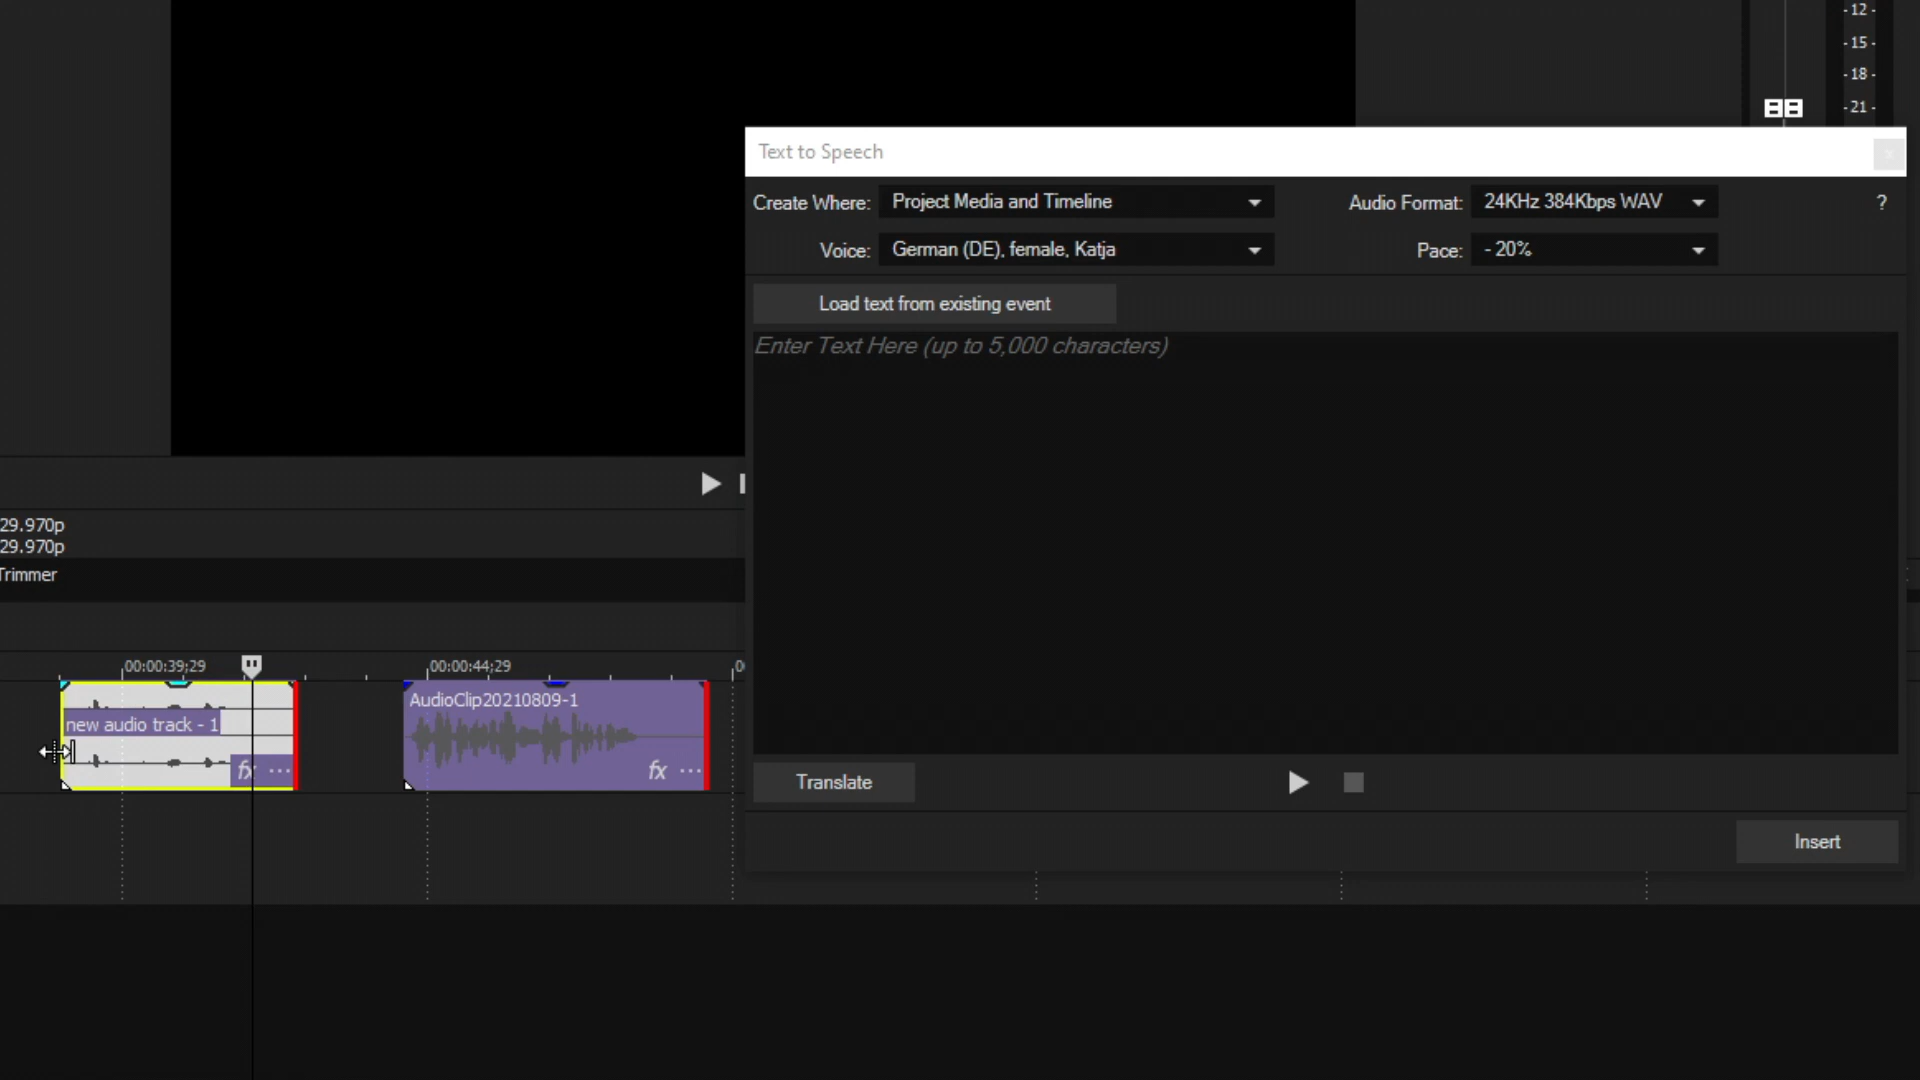 -12-
-15-
-18-
-21-
Text to Speech
Create Where: Project Media and Timeline Audio Format: 24KHz 384Kbps WAV ?
Voice: German (DE), female, Katja Pace: - 20%
Load text from existing event
Enter Text Here (up to 5,000 characters)
29.970p
29.970p
Trimmer
00:00:39;29 00:00:44;29
AudioClip20210809-1
new audio track - 1
fx ... fx ...
Translate
Insert